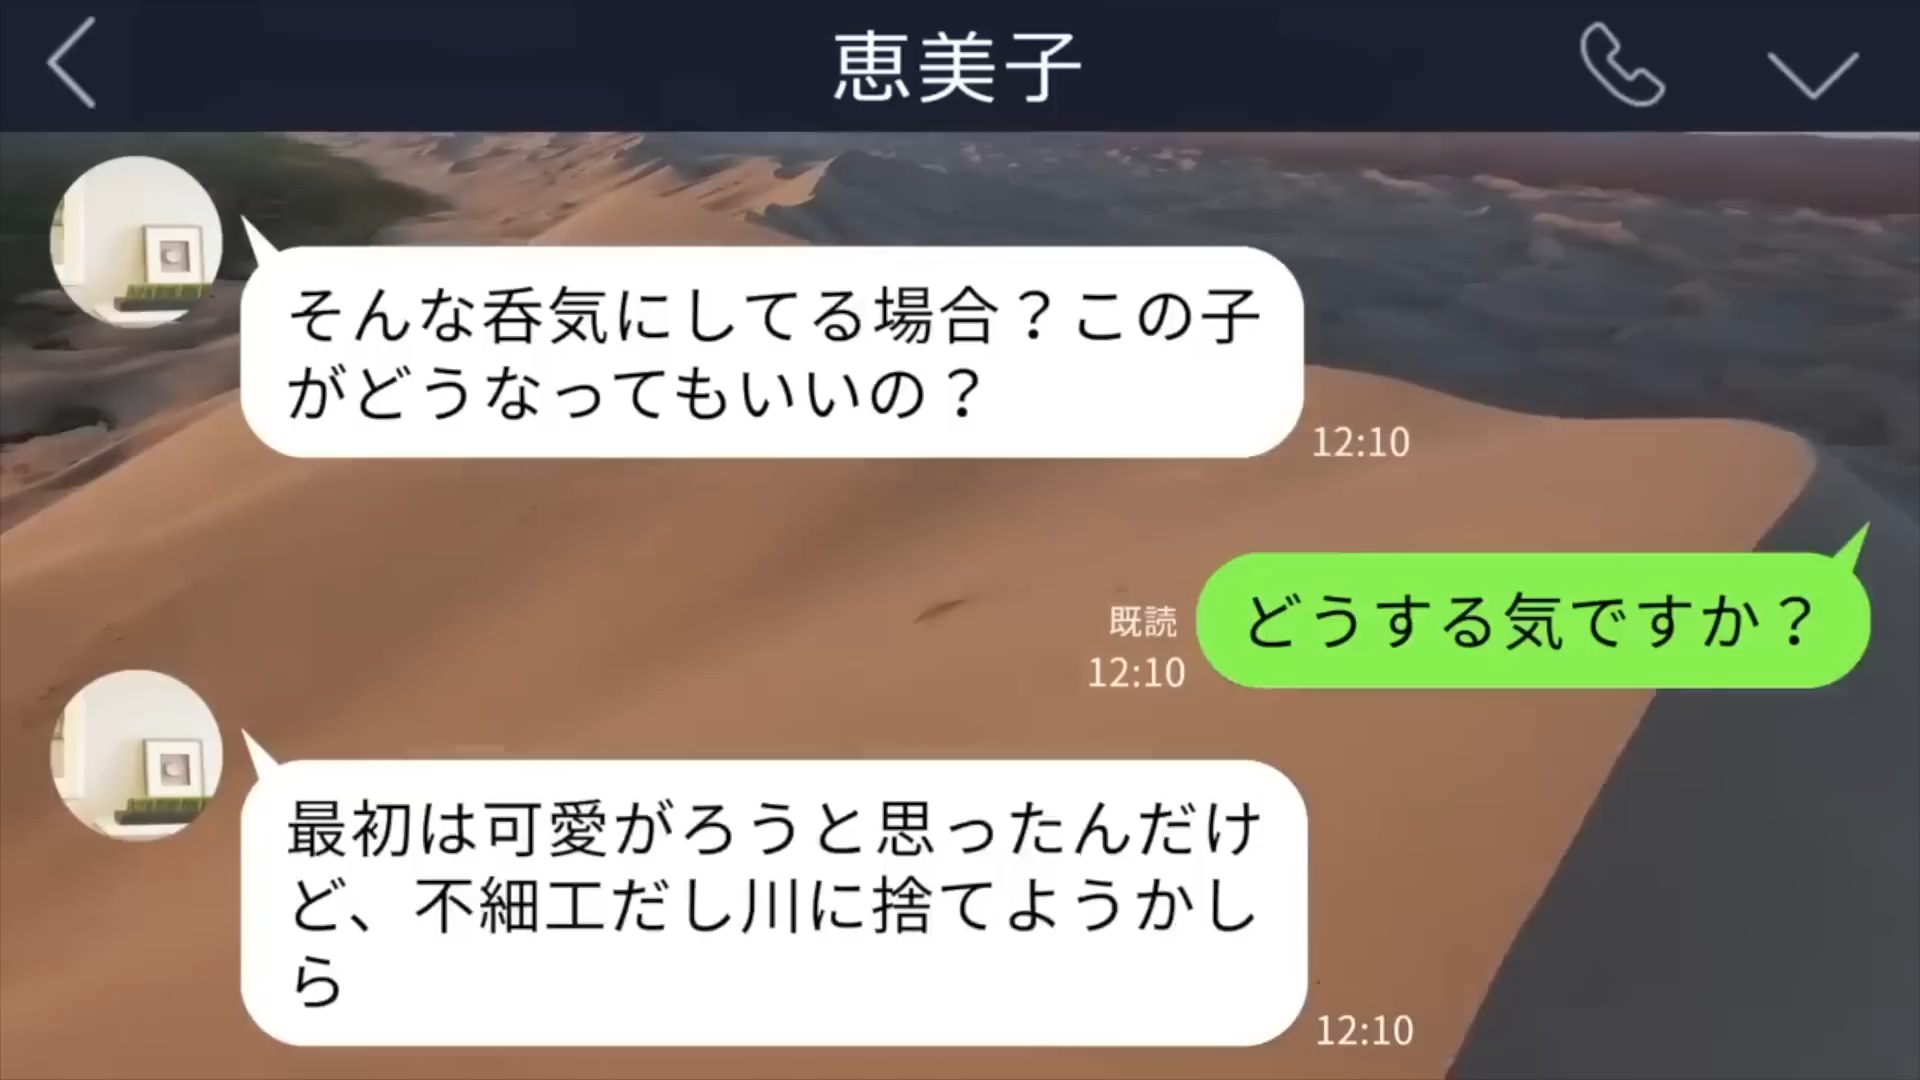 恵美子
そんな呑気にしてる場合？この子
がどうなってもいいの？
12:10
どうする気ですか？
既読
12:10
最初は可愛がろうと思ったんだけ
ど、不細工だし川に捨てようかし
ら
12:10